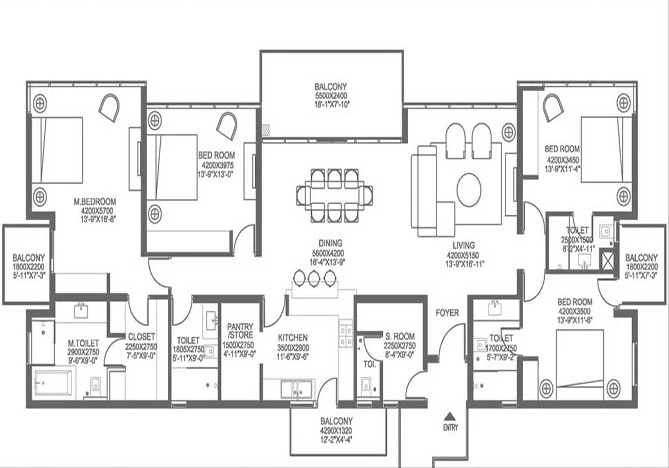 BALCONY
5500X2400
18'-1"X7'-10"
M.BEDROOM
4200X5700
13'-9"X18'-8"
BED ROOM
4200X3975
13'-9"X13'-0"
BED ROOM
4200X3450
13'-9"X11'-4"
DINING
5600X4200
18'-4"X13'-9"
LIVING
4200X5150
13'-9"X16'-11"
TOILET
2500X1500
8'-2"X4'-11"
BALCONY
1800X2200
5'-11"X7'-3"
BALCONY
1800X2200
5'-11"X7'-3"
BED ROOM
4200X3500
13'-9"X11'-6"
M.TOILET
2900X2750
9'-6"X9'-0"
CLOSET
2250X2750
7'-5"X9'-0"
TOILET
1805X2750
5'-11"X9'-0"
PANTRY
/STORE
1500X2750
4'-11"X9'-0"
KITCHEN
3500X2900
11'-6"X9'-6"
TOI.
S. ROOM
2250X2750
8'-4"X9'-0"
FOYER
TOILET
1700X2750
5'-7"X9'-2"
BALCONY
4290X1320
12'-2"X4'-4"
ENTRY